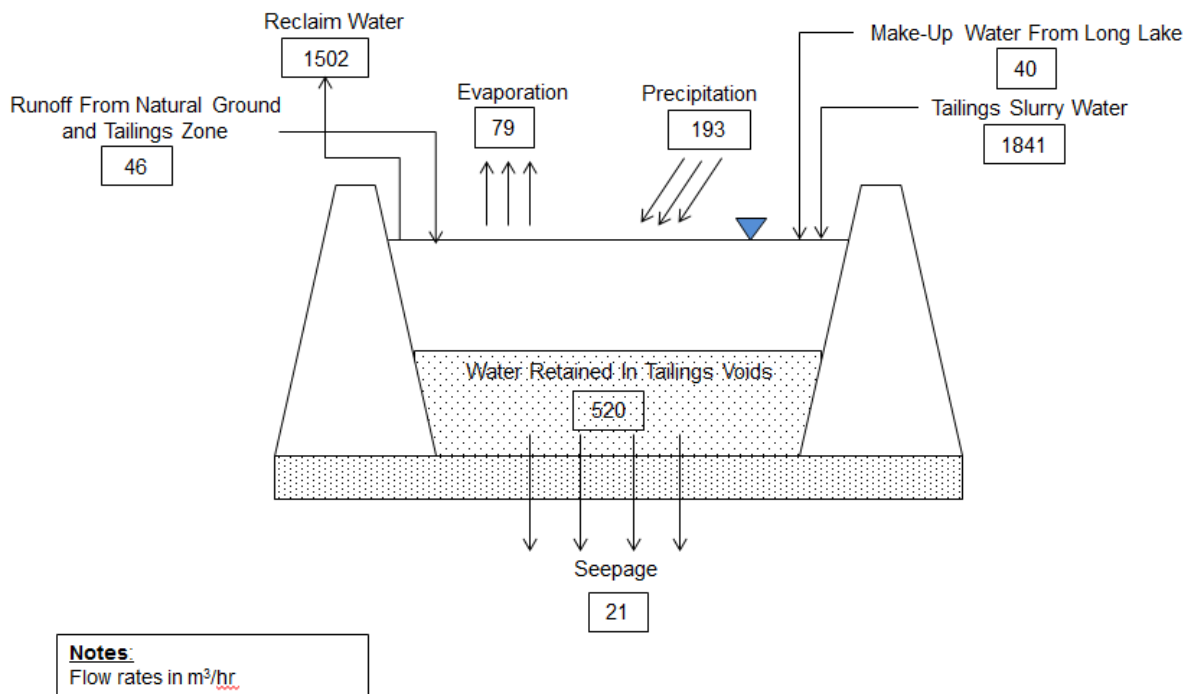 Reclaim Water
1502
Make-Up Water From Long Lake
40
Runoff From Natural Ground
and Tailings Zone
46
Evaporation
79
Precipitation
193
Tailings Slurry Water
1841
Water Retained In Tailings Voids
520
Seepage
21
Notes:
Flow rates in m³/hr